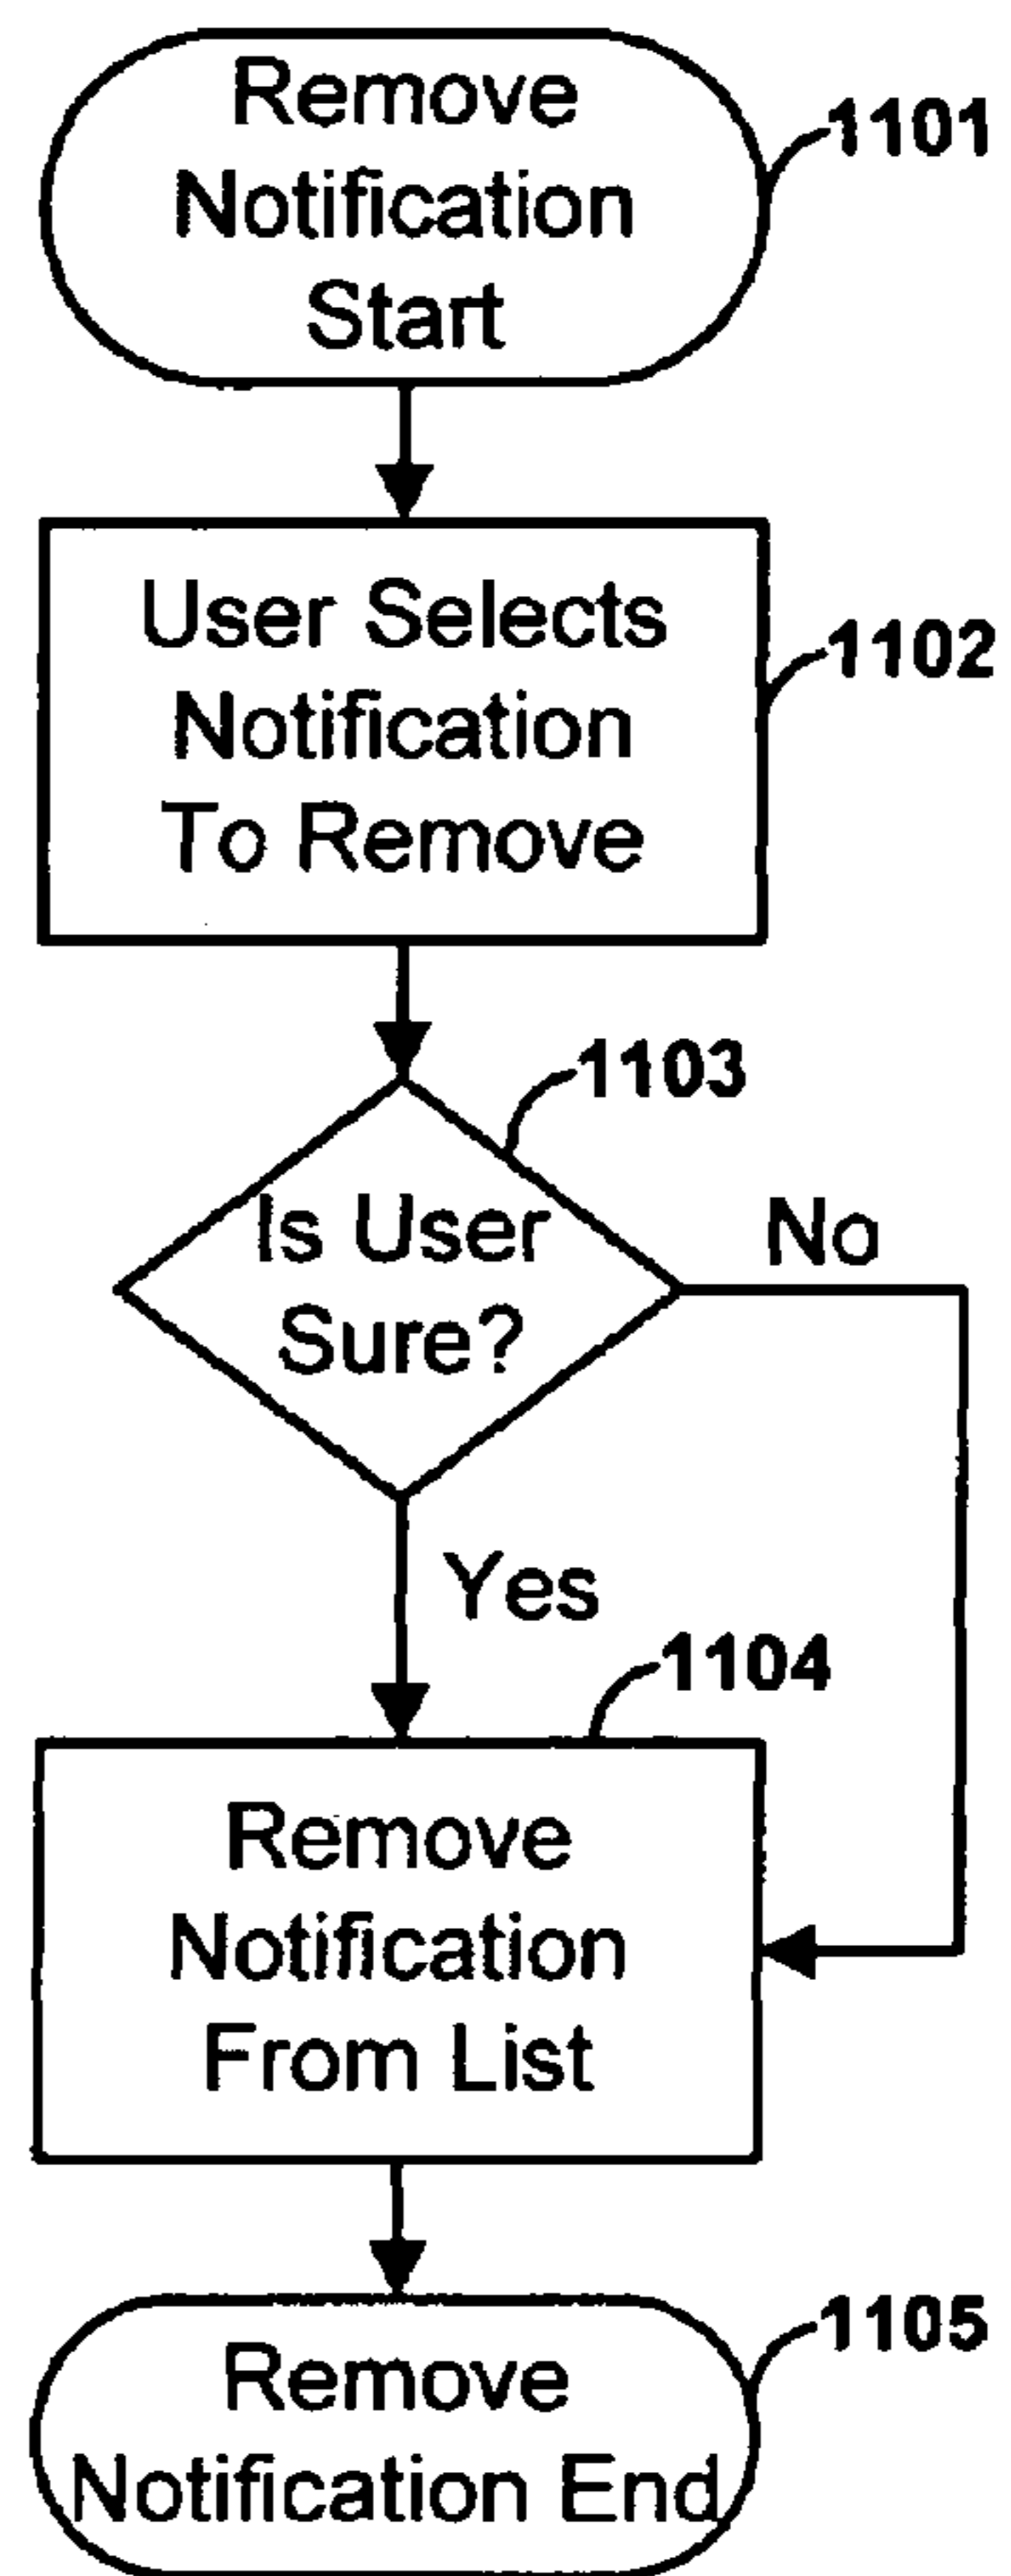 Remove
Notification
Start
1101
User Selects
Notification
To Remove
1102
1103
Is User
Sure?
No
Yes
1104
Remove
Notification
From List
Remove
Notification End
1105